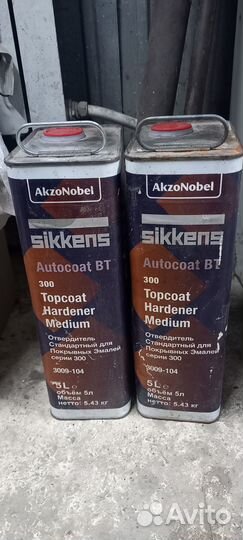 AkzoNobel
sikkens
Autocoat BT
300
Topcoat
Hardener
Medium
Отвердитель
Стандартный для
Покрывных Эмалей
серии 300
3009-104
5L e
объём 5л
Масса
нетто: 5.43 кг
AkzoNobel
sikkens
Autocoat BT
300
Topcoat
Hardener
Medium
Отвердитель
Стандартный для
Покрывных Эмалей
серии 300
3009-104
5L e
объём 5л
Масса
нетто: 5.43 кг
Avito